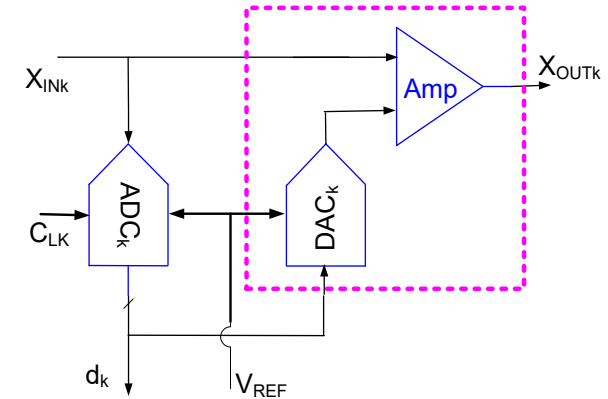 X_INk
Amp
X_OUTk
ADC_k
DAC_k
C_LK
d_k
V_REF